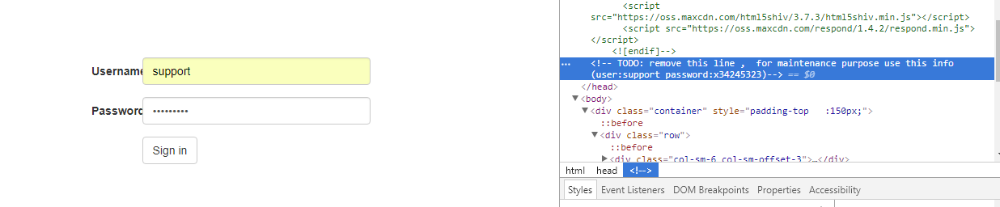 Username
support
Password
•••••••••
Sign in
<script
src="https://oss.maxcdn.com/html5shiv/3.7.3/html5shiv.min.js"></script>
<script src="https://oss.maxcdn.com/respond/1.4.2/respond.min.js">
</script>
<![endif]-->
… <!-- TODO: remove this line ,  for maintenance purpose use this info
(user:support password:x34245323)--> == $0
</head>
▼<body>
▼<div class="container" style="padding-top   :150px;">
::before
▼<div class="row">
::before
▶<div class="col-sm-6 col-sm-offset-3">…</div>
html head <!-->
Styles Event Listeners DOM Breakpoints Properties Accessibility